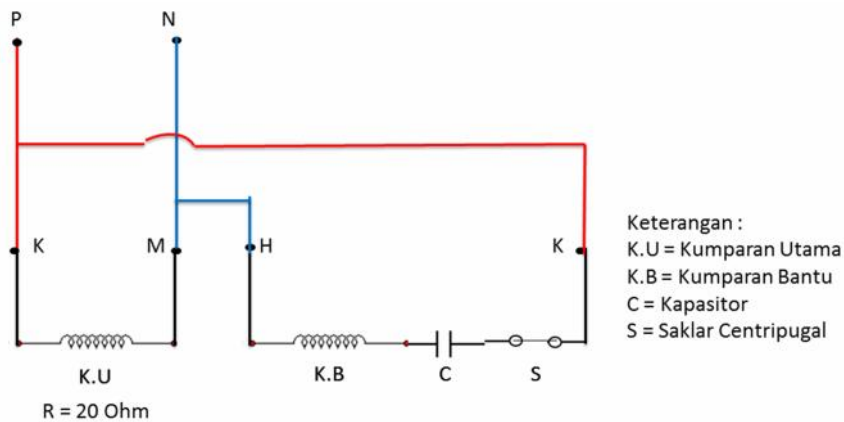 P N
K M H K
K.U K.B C S
R = 20 Ohm
Keterangan :
K.U = Kumparan Utama
K.B = Kumparan Bantu
C = Kapasitor
S = Saklar Centripugal